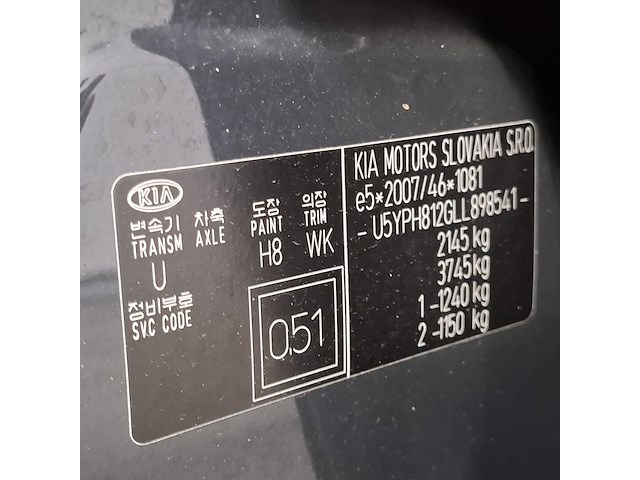 KIA
변속기 차축 도장 의장
TRANSM AXLE PAINT TRIM
U H8 WK
정비부호
SVC CODE
0.51
KIA MOTORS SLOVAKIA S.R.O.
e5*2007/46*1081
- U5YPH812GLL898541 -
2145 kg
3745 kg
1 -1240 kg
2 -1150 kg